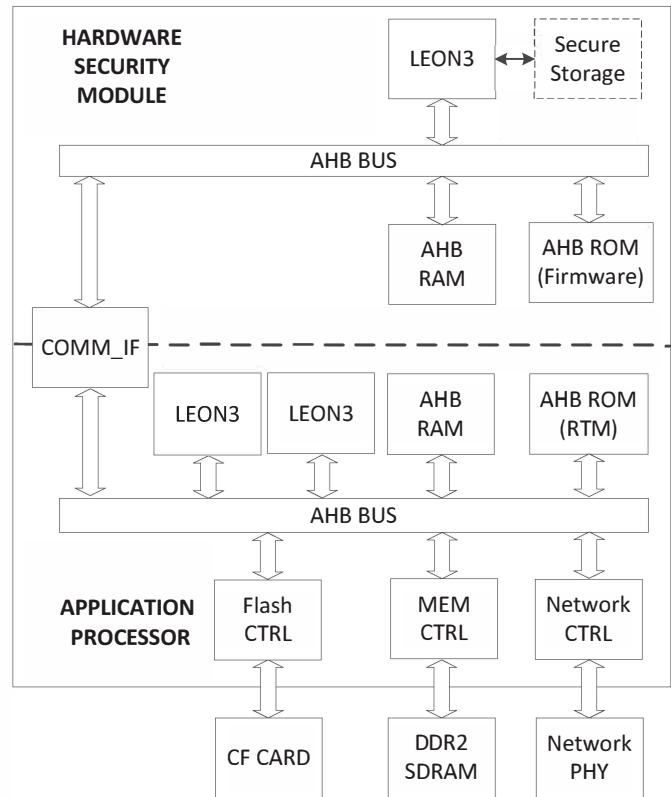 HARDWARE
SECURITY
MODULE
LEON3
Secure
Storage
AHB BUS
AHB
RAM
AHB ROM
(Firmware)
COMM_IF
LEON3
LEON3
AHB
RAM
AHB ROM
(RTM)
AHB BUS
APPLICATION
PROCESSOR
Flash
CTRL
MEM
CTRL
Network
CTRL
CF CARD
DDR2
SDRAM
Network
PHY